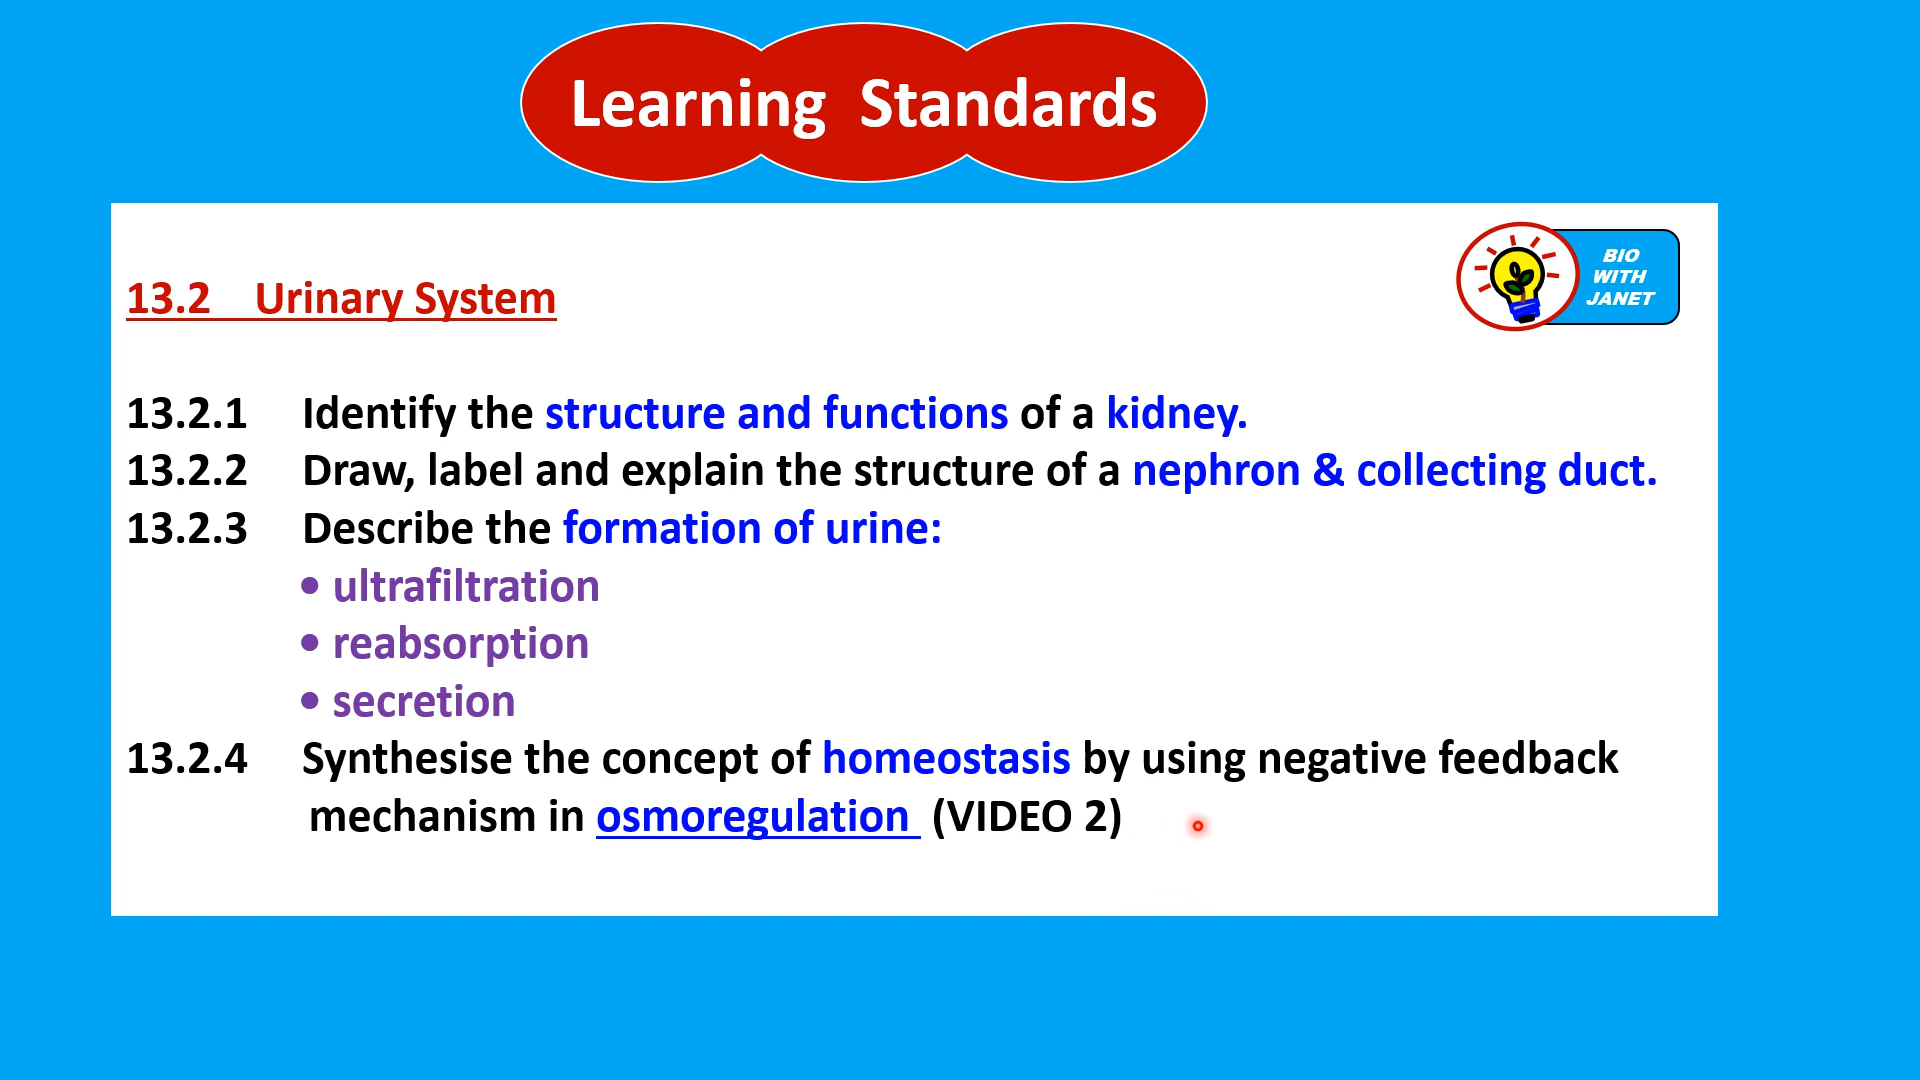 Learning Standards
BIO
WITH
JANET
13.2 Urinary System
13.2.1 Identify the structure and functions of a kidney.
13.2.2 Draw, label and explain the structure of a nephron & collecting duct.
13.2.3 Describe the formation of urine:
• ultrafiltration
• reabsorption
• secretion
13.2.4 Synthesise the concept of homeostasis by using negative feedback
mechanism in osmoregulation (VIDEO 2)